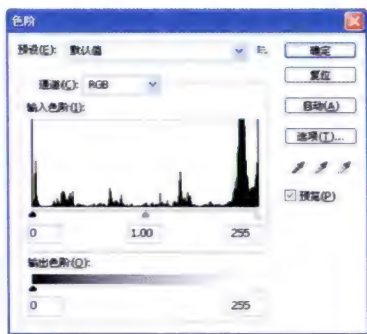 色阶
预设(E): 默认值
确定
复位
通道(C): RGB
自动(A)
输入色阶(I):
选项(T)...
预览(P)
0 1.00 255
输出色阶(O):
0 255